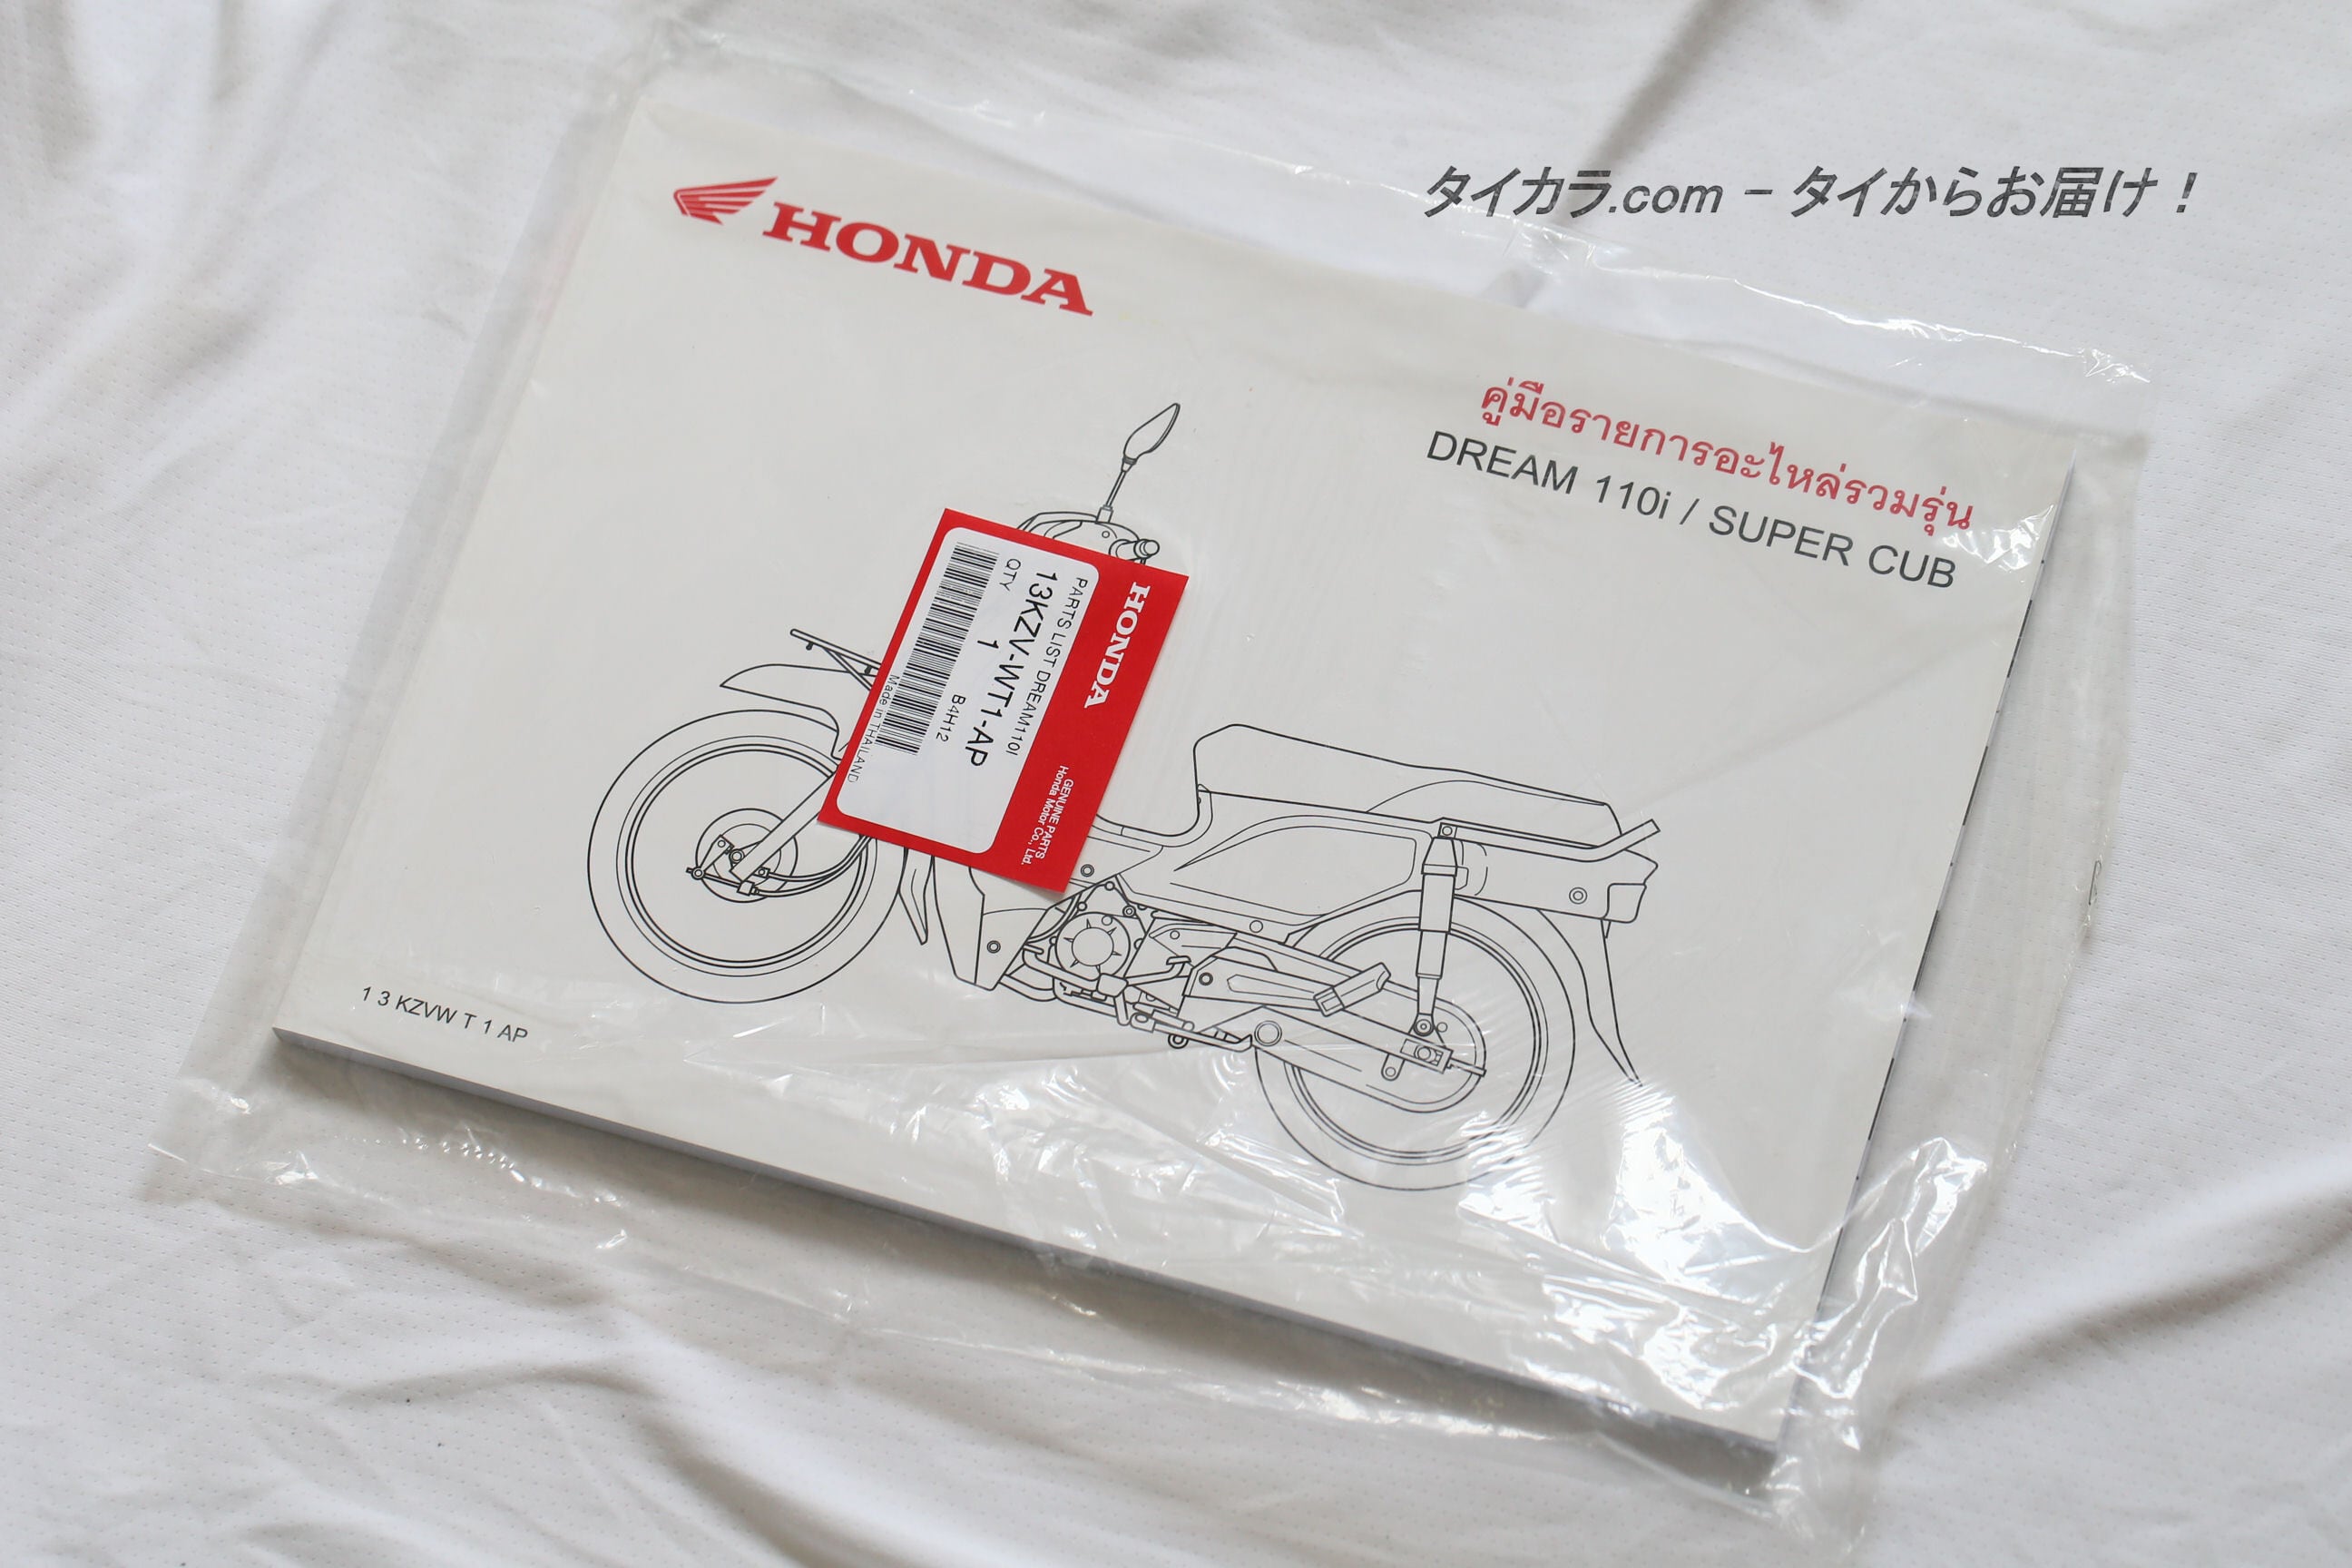 タイカラ.com - タイからお届け！
HONDA
คู่มือรายการอะไหล่รวมรุ่น
DREAM 110i / SUPER CUB
HONDA
GENUINE PARTS
Honda Motor Co., Ltd.
PARTS LIST DREAM110I
13KZV-WT1-AP
QTY 1
B4H12
Made in THAILAND
1 3 KZVW T 1 AP